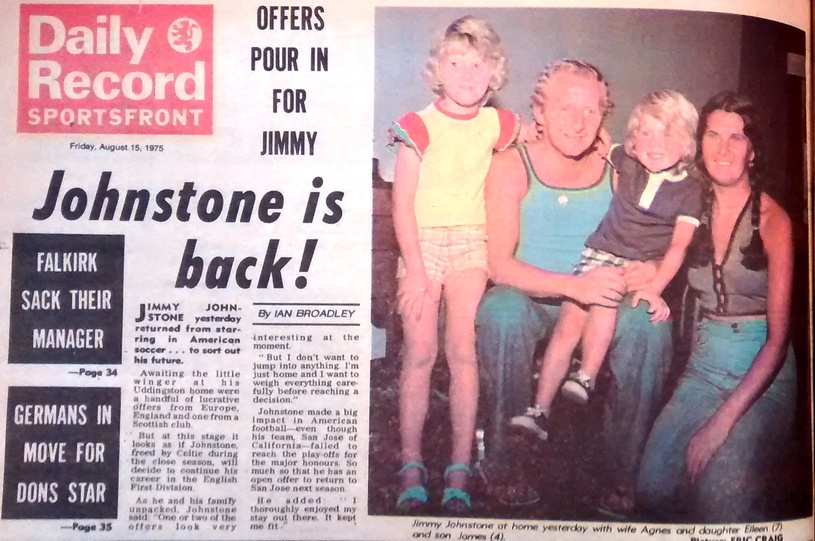 Daily
Record
SPORTSFRONT
Friday, August 15, 1975
OFFERS
POUR IN
FOR
JIMMY
Johnstone is
back!
FALKIRK
SACK THEIR
MANAGER
—Page 34
GERMANS IN
MOVE FOR
DONS STAR
—Page 35
JIMMY JOHN-
STONE yesterday
returned from star-
ring in American
soccer . . . to sort out
his future.
Awaiting the little
winger at his
Uddingston home were
a handful of lucrative
offers from Europe,
England and one from a
Scottish club.
But at this stage it
looks as if Johnstone,
freed by Celtic during
the close season, will
decide to continue his
career in the English
First Division.
As he and his family
unpacked, Johnstone
said: "One or two of the
offers look very
By IAN BROADLEY
interesting at the
moment.
"But I don't want to
jump into anything. I'm
just home and I want to
weigh everything care-
fully before reaching a
decision."
Johnstone made a big
impact in American
football—even though
his team, San Jose of
California—failed to
reach the play-offs for
the major honours. So
much so that he has an
open offer to return to
San Jose next season.
He added "I
thoroughly enjoyed my
stay out there. It kept
me fit"
Jimmy Johnstone at home yesterday with wife Agnes and daughter Eileen (7)
and son James (4).
Picture: ERIC CRAIG